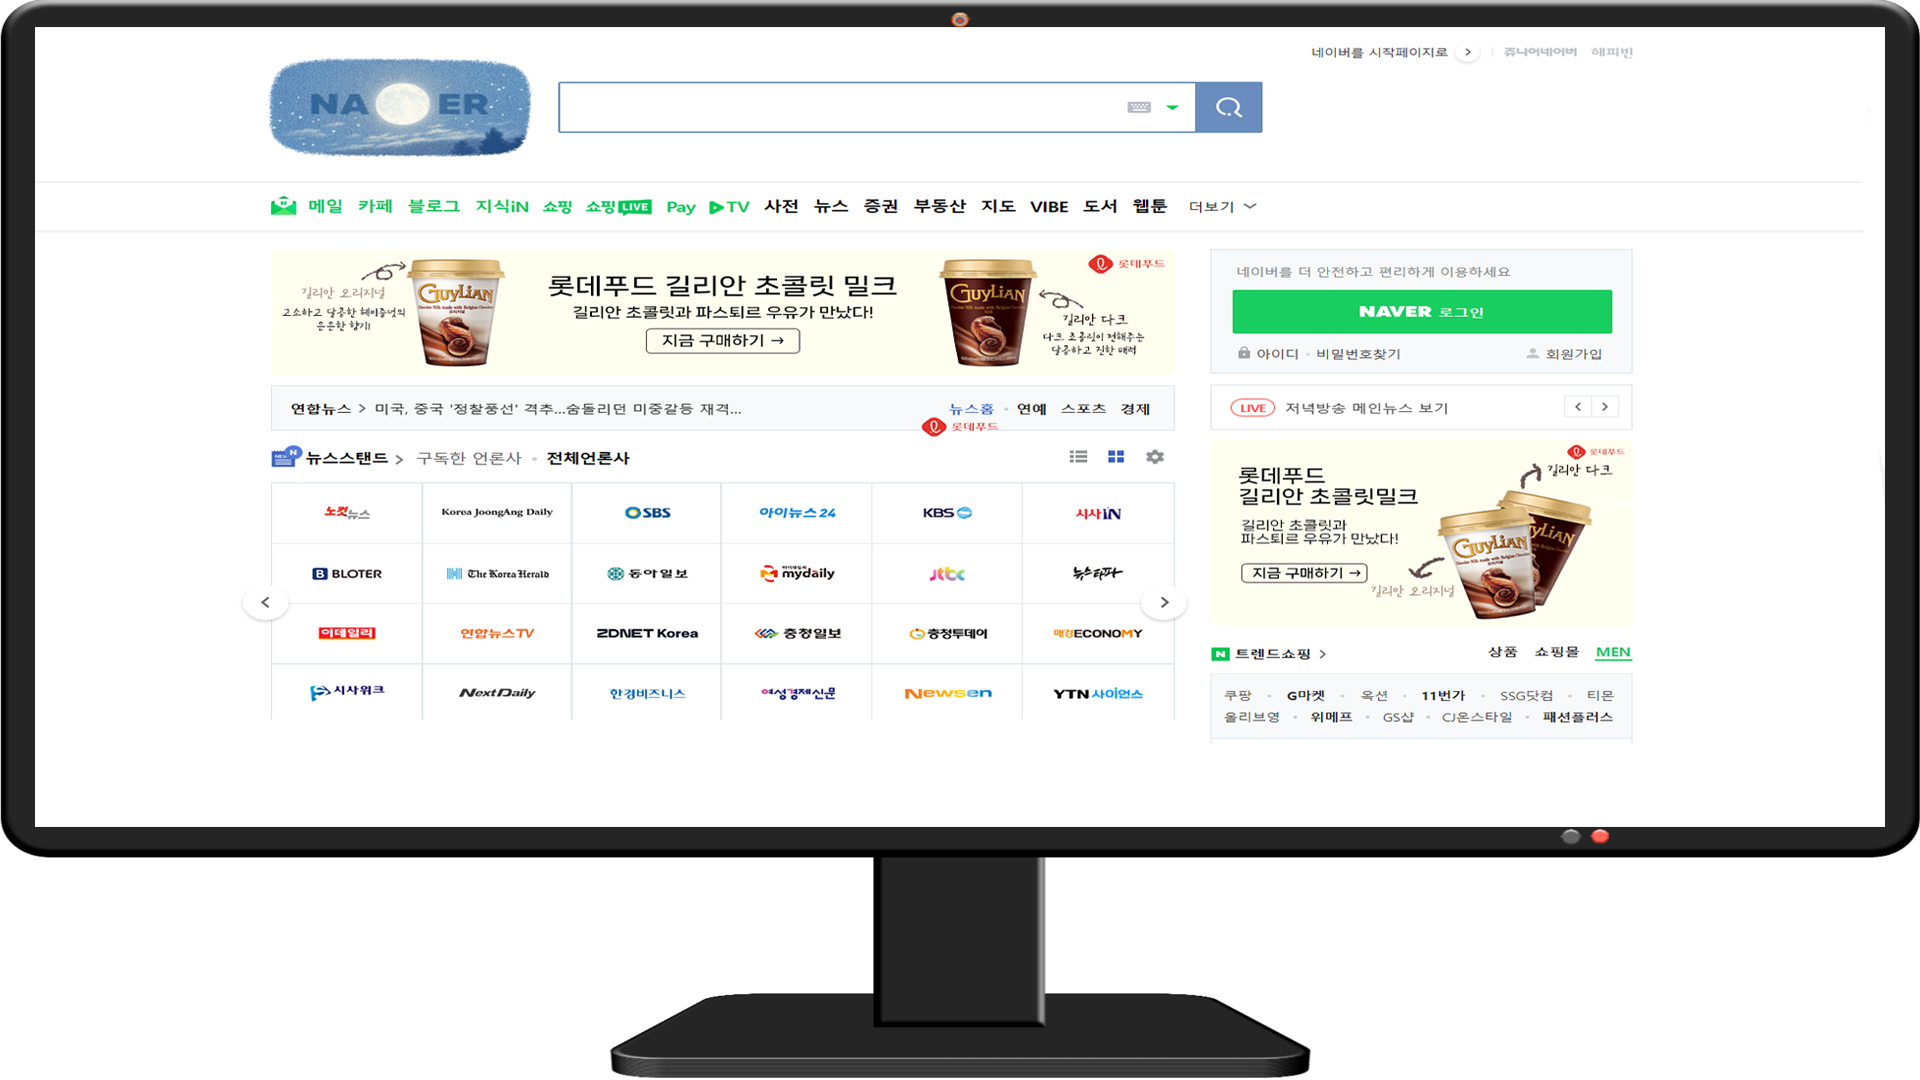 네이버를 시작페이지로 > 쥬니어네이버 해피빈
NA ER
메일 카페 블로그 지식iN 쇼핑 쇼핑LIVE Pay TV 사전 뉴스 증권 부동산 지도 VIBE 도서 웹툰 더보기
길리안 오리지널
고소하고 달콤한 헤이즐넛의
은은한 향기!
GUYLIAN
롯데푸드 길리안 초콜릿 밀크
길리안 초콜릿과 파스퇴르 우유가 만났다!
지금 구매하기 →
GUYLIAN
롯데푸드
길리안 다크
다크 초콜릿이 전해주는
달콤하고 진한 매력
네이버를 더 안전하고 편리하게 이용하세요
NAVER 로그인
아이디 · 비밀번호찾기 회원가입
연합뉴스 > 미국, 중국 '정찰풍선' 격추...숨돌리던 미중갈등 재격...
뉴스홈 · 연예 스포츠 경제
롯데푸드
LIVE 저녁방송 메인뉴스 보기 < >
NEW N 뉴스스탠드 > 구독한 언론사 · 전체언론사
노컷뉴스 Korea JoongAng Daily SBS 아이뉴스24 KBS 시사IN
B BLOTER The Korea Herald 동아일보 마이데일리 mydaily jtbc 뉴스타파
이데일리 연합뉴스TV ZDNET Korea 충청일보 충청투데이 매경ECONOMY
시사위크 NextDaily 한경비즈니스 여성경제신문 Newsen YTN 사이언스
롯데푸드
길리안 다크
롯데푸드
길리안 초콜릿밀크
길리안 초콜릿과
파스퇴르 우유가 만났다!
지금 구매하기 →
GUYLIAN
GUYLIAN
길리안 오리지널
N 트렌드쇼핑 > 상품 쇼핑몰 MEN
쿠팡 · G마켓 · 옥션 · 11번가 · SSG닷컴 · 티몬
올리브영 · 위메프 · GS샵 · CJ온스타일 · 패션플러스